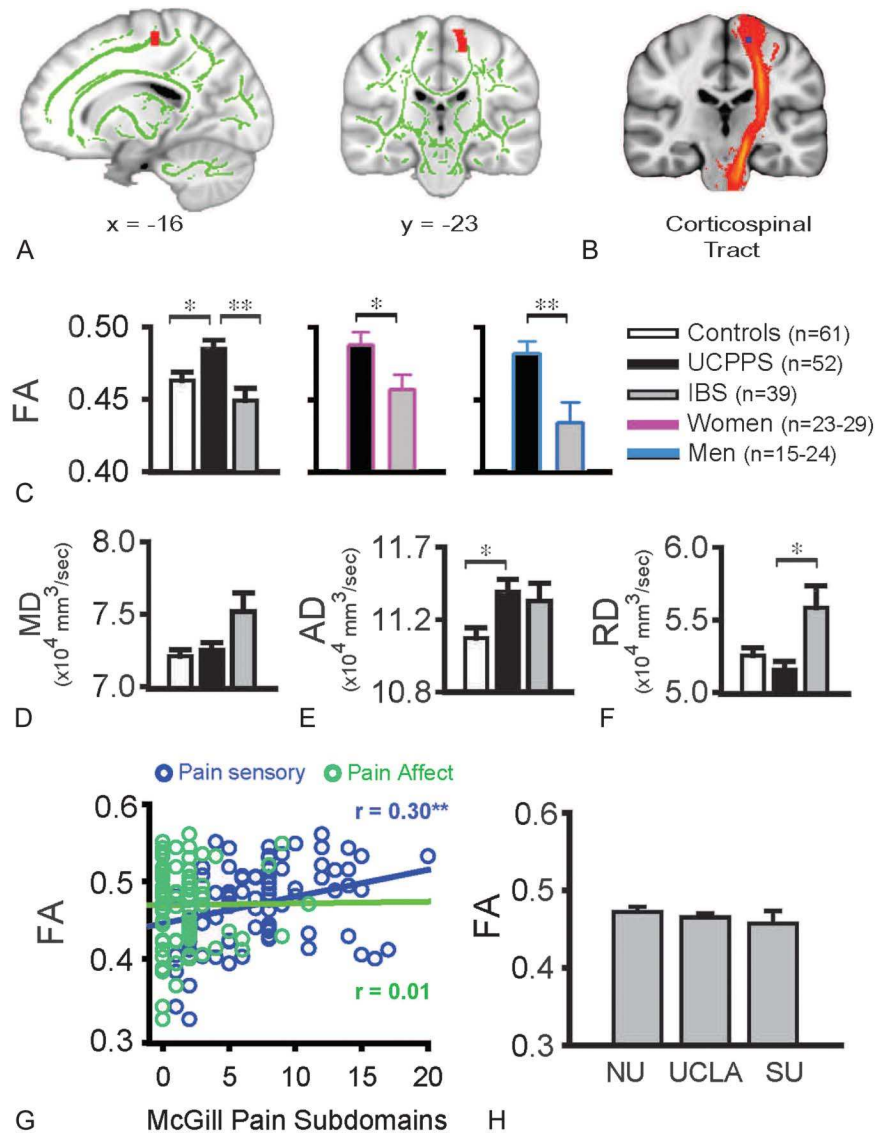 x = -16
y = -23
Corticospinal
Tract
A
B
* **
*
**
FA
0.50
0.45
0.40
Controls (n=61)
UCPPS (n=52)
IBS (n=39)
Women (n=23-29)
Men (n=15-24)
C
MD
(x10⁴ mm³/sec)
8.0
7.5
7.0
D
AD
(x10⁴ mm³/sec)
11.7
11.2
10.8
*
E
RD
(x10⁴ mm³/sec)
6.0
5.5
5.0
*
F
Pain sensory Pain Affect
r = 0.30**
r = 0.01
FA
0.6
0.5
0.4
0.3
0 5 10 15 20
McGill Pain Subdomains
G
FA
0.6
0.5
0.4
0.3
NU UCLA SU
H